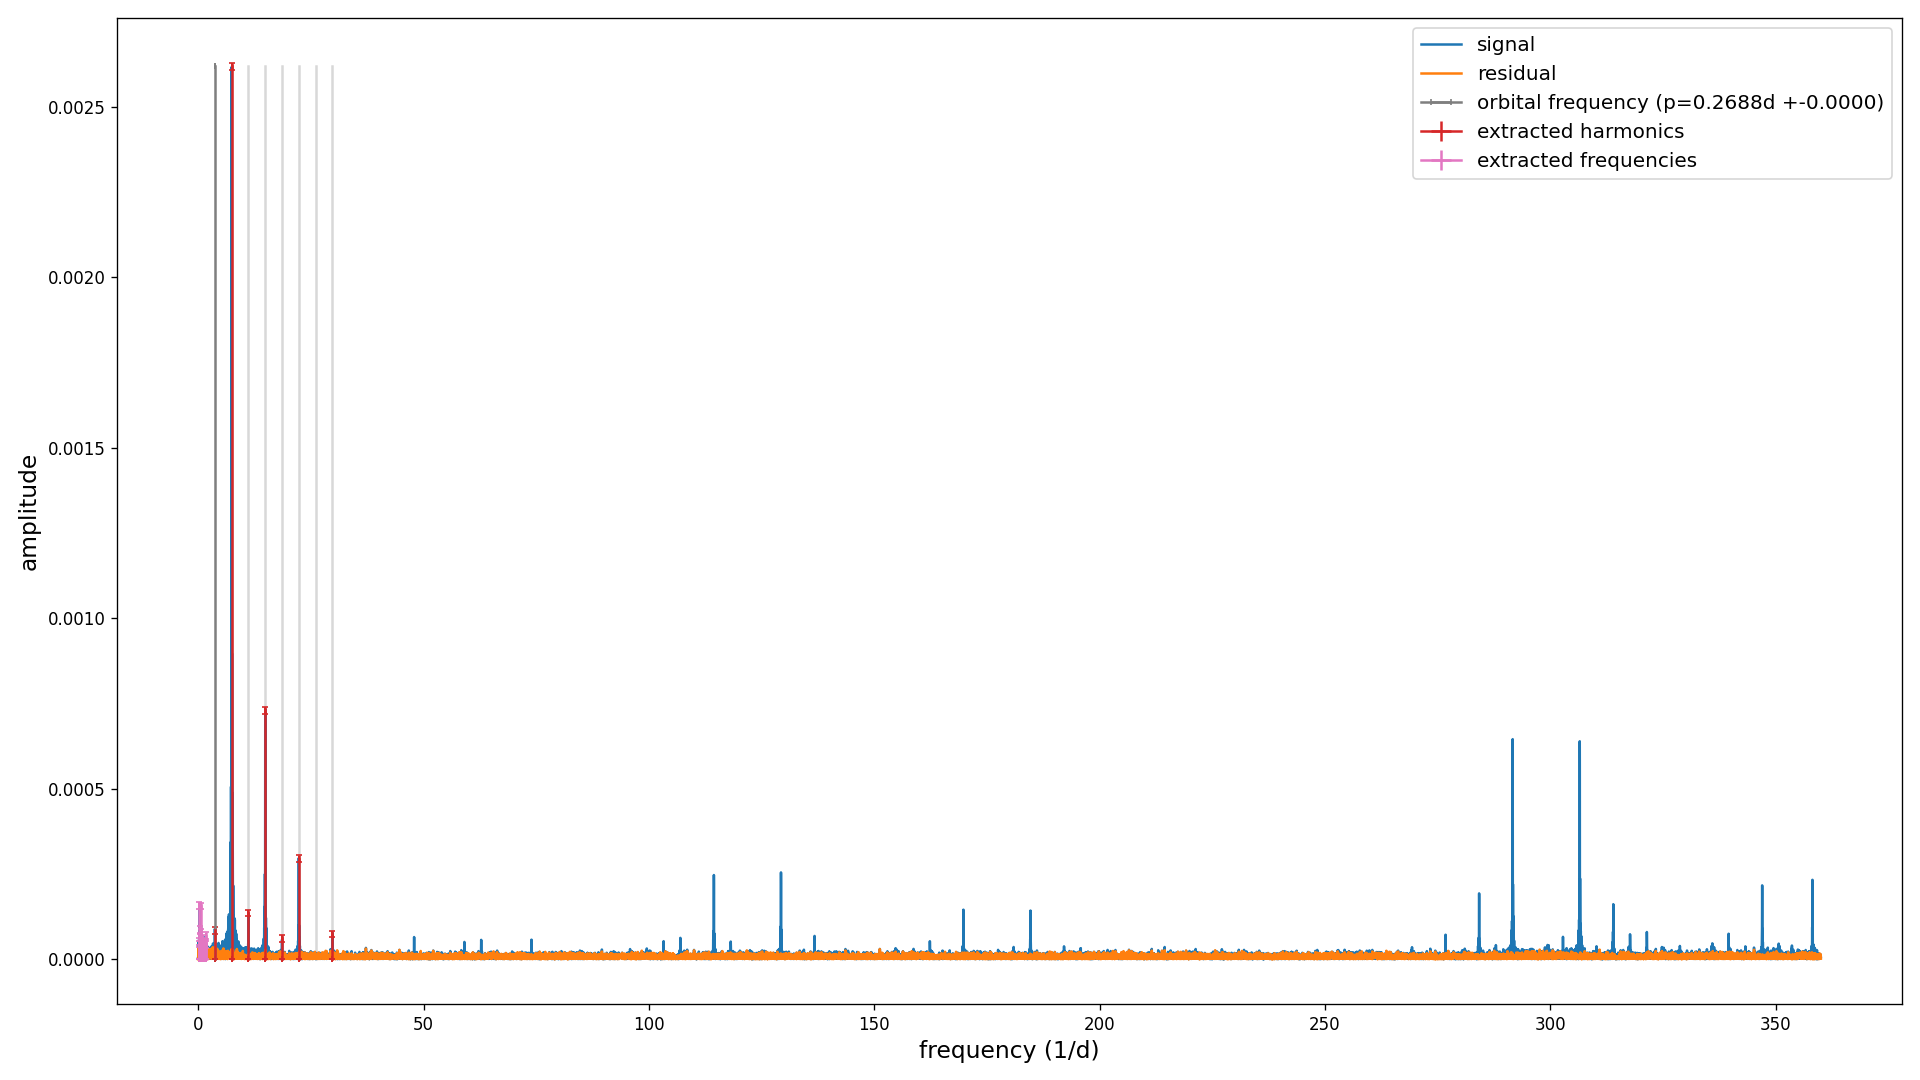 signal
residual
orbital frequency (p=0.2688d +-0.0000)
extracted harmonics
extracted frequencies
amplitude
0.0025
0.0020
0.0015
0.0010
0.0005
0.0000
0 50 100 150 200 250 300 350
frequency (1/d)